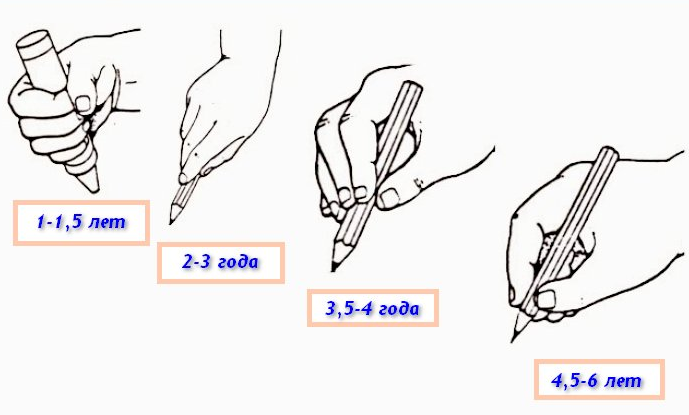 1-1,5 лет
2-3 года
3,5-4 года
4,5-6 лет